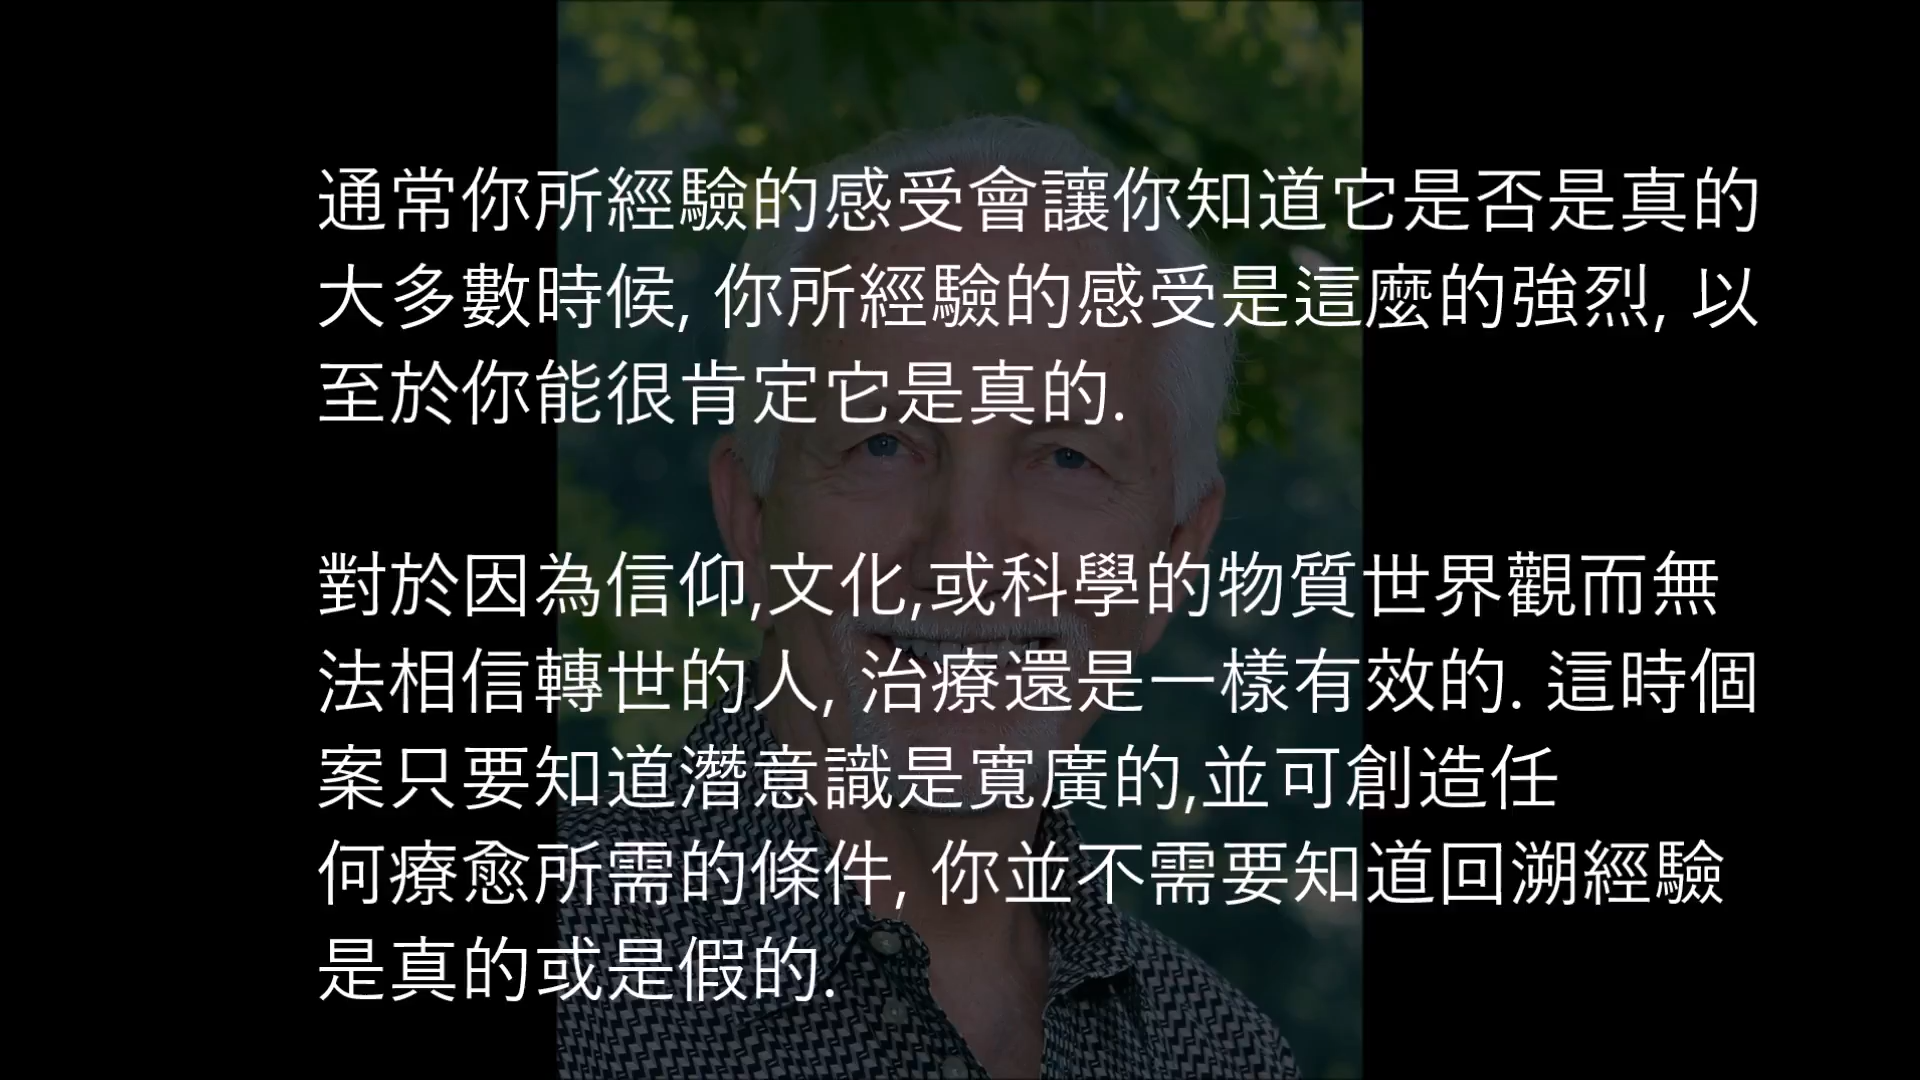 通常你所經驗的感受會讓你知道它是否是真的
大多數時候, 你所經驗的感受是這麼的強烈, 以
至於你能很肯定它是真的.
對於因為信仰,文化,或科學的物質世界觀而無
法相信轉世的人, 治療還是一樣有效的. 這時個
案只要知道潛意識是寬廣的,並可創造任
何療愈所需的條件, 你並不需要知道回溯經驗
是真的或是假的.